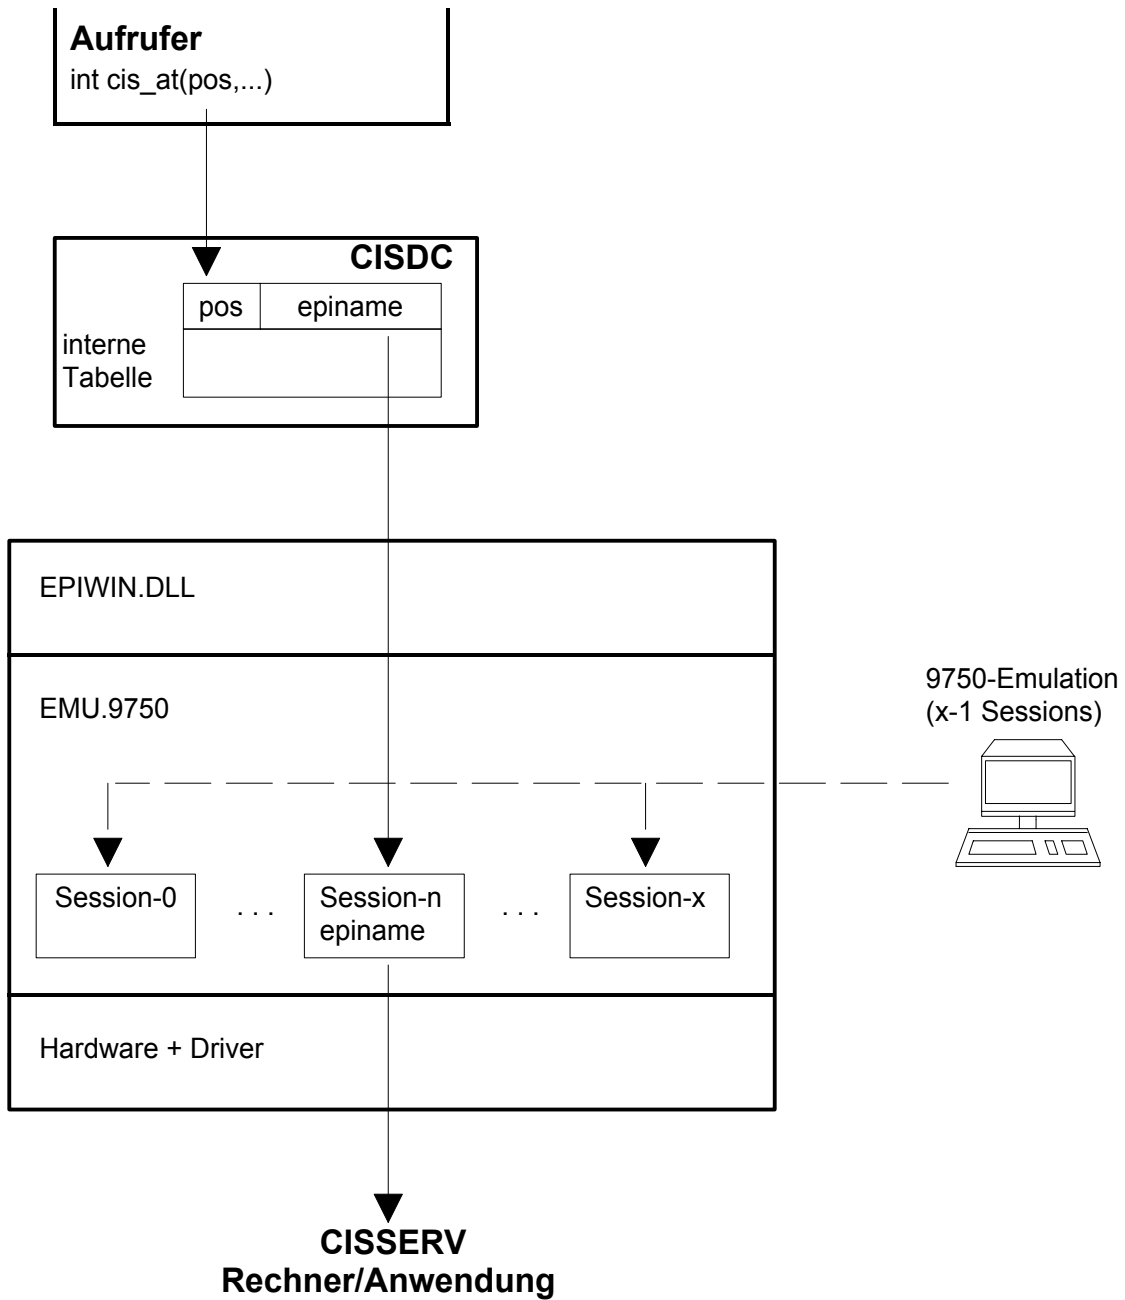 Aufrufer
int cis_at(pos,...)
CISDC
pos epiname
interne
Tabelle
EPIWIN.DLL
EMU.9750
9750-Emulation
(x-1 Sessions)
Session-0 . . . Session-n . . . Session-x
epiname
Hardware + Driver
CISSERV
Rechner/Anwendung